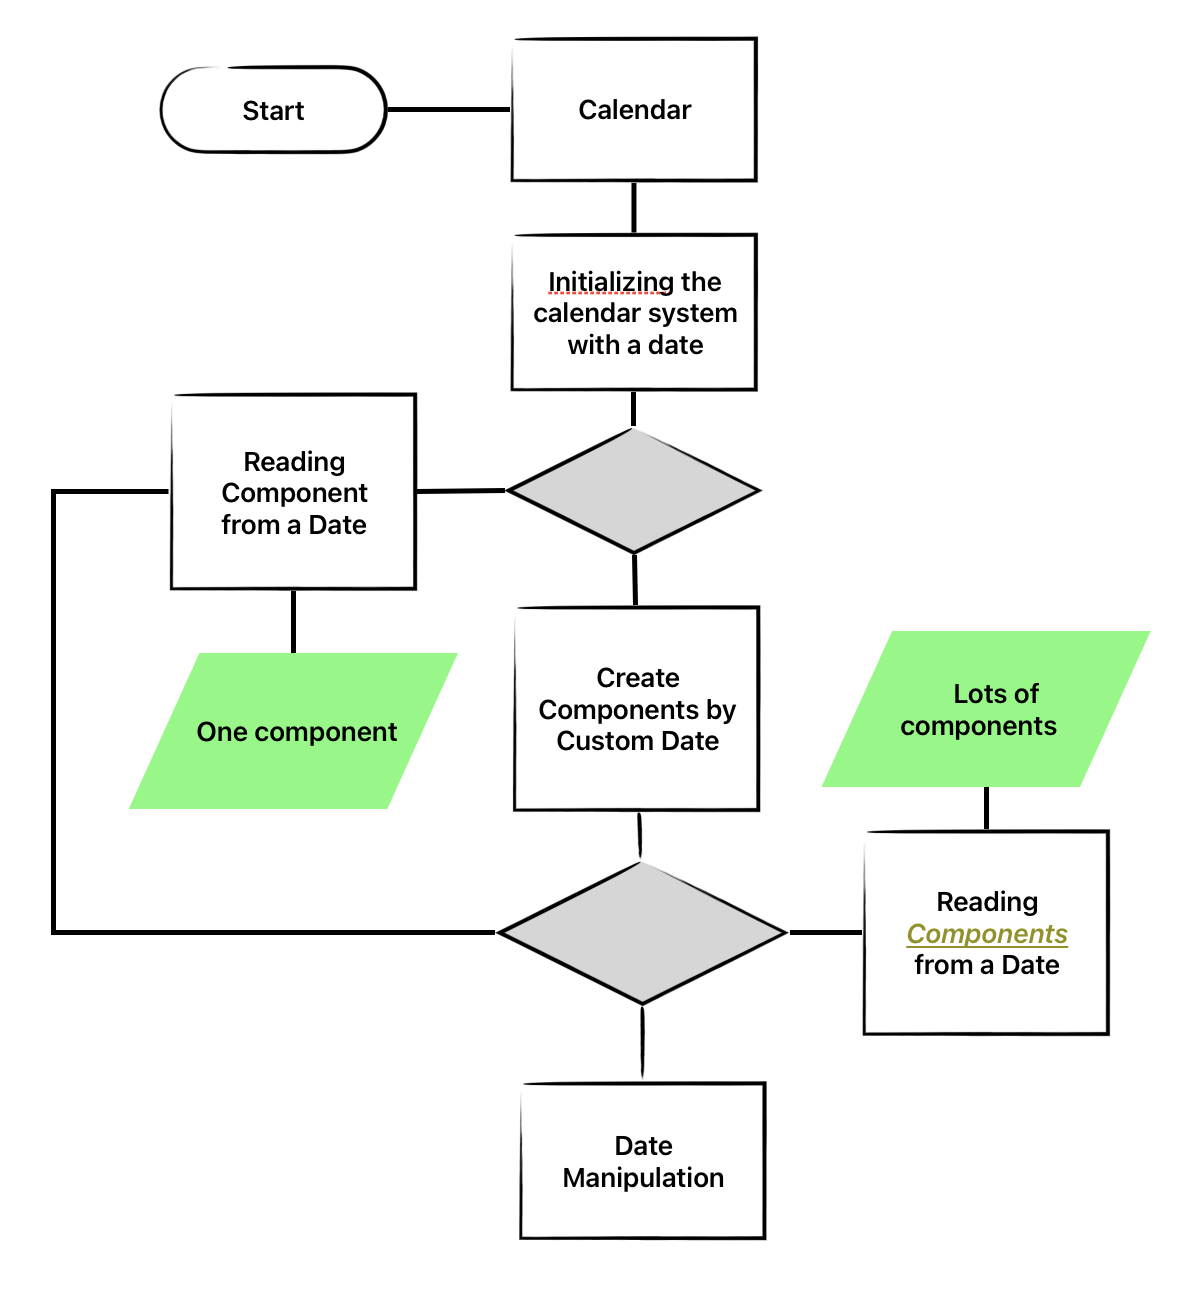 Start
Calendar
Initializing the
calendar system
with a date
Reading
Component
from a Date
One component
Create
Components by
Custom Date
Lots of
components
Reading
Components
from a Date
Date
Manipulation